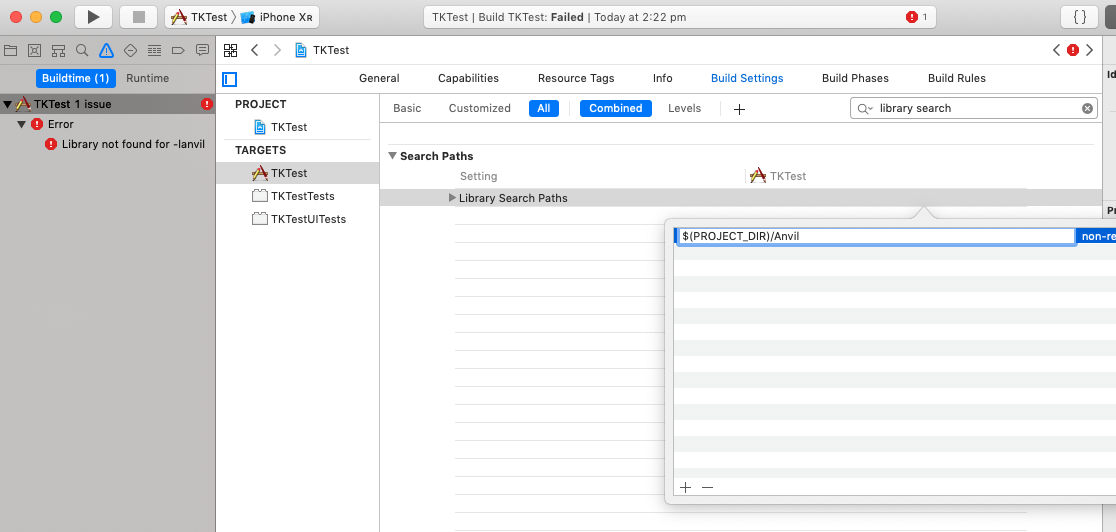 TKTest 〉 iPhone XR
TKTest | Build TKTest: Failed | Today at 2:22 pm
1
{ }
TKTest
Buildtime (1) Runtime
General Capabilities Resource Tags Info Build Settings Build Phases Build Rules
TKTest 1 issue
Error
Library not found for -lanvil
PROJECT
TKTest
TARGETS
TKTest
TKTestTests
TKTestUITests
Basic Customized All Combined Levels +
library search
Search Paths
Setting TKTest
Library Search Paths
$(PROJECT_DIR)/Anvil non-re
+ −
Id
Pr